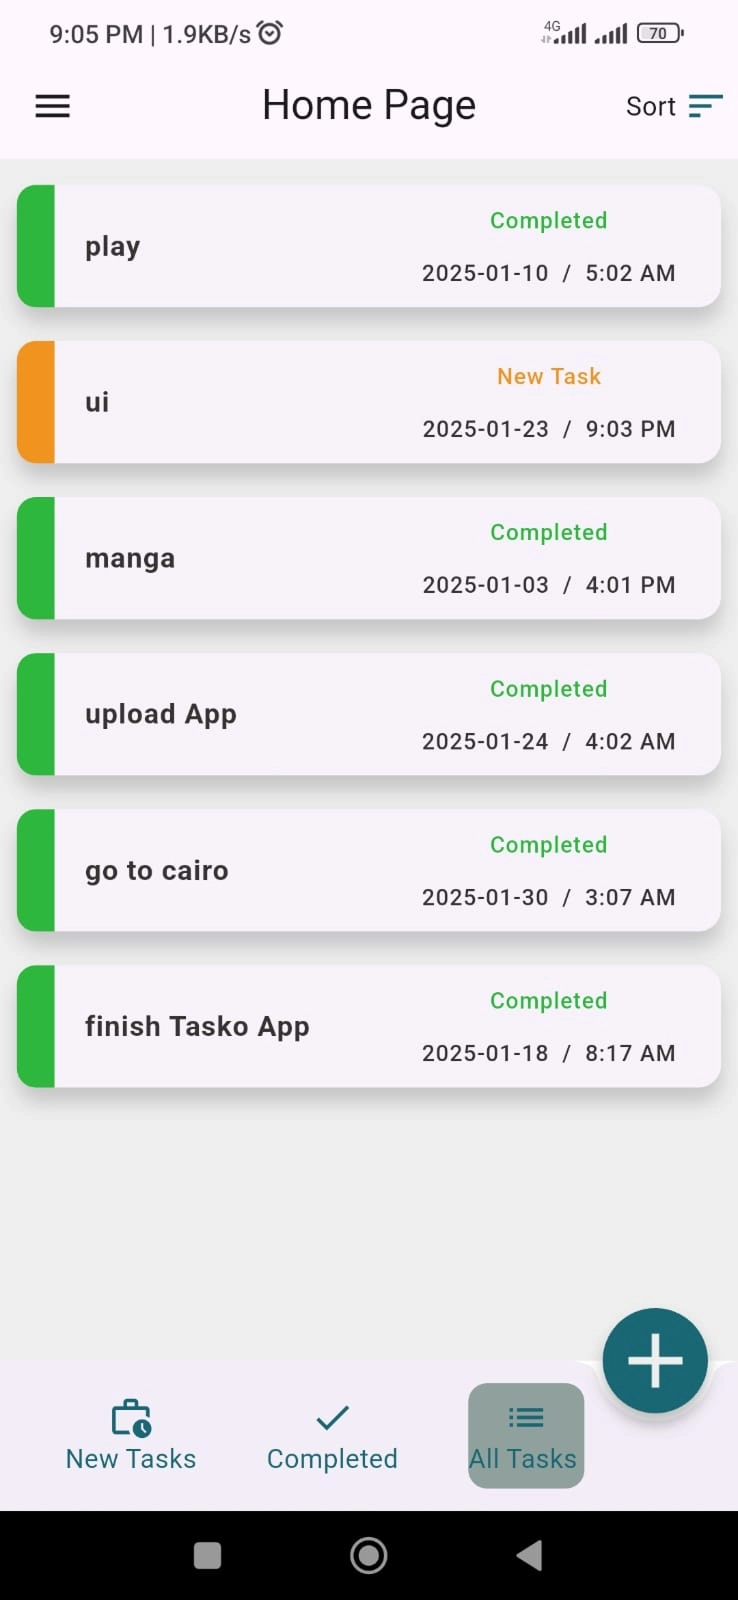 9:05 PM | 1.9KB/s 4G 70
Home Page Sort
Completed
play
2025-01-10 / 5:02 AM
New Task
ui
2025-01-23 / 9:03 PM
Completed
manga
2025-01-03 / 4:01 PM
Completed
upload App
2025-01-24 / 4:02 AM
Completed
go to cairo
2025-01-30 / 3:07 AM
Completed
finish Tasko App
2025-01-18 / 8:17 AM
New Tasks Completed All Tasks